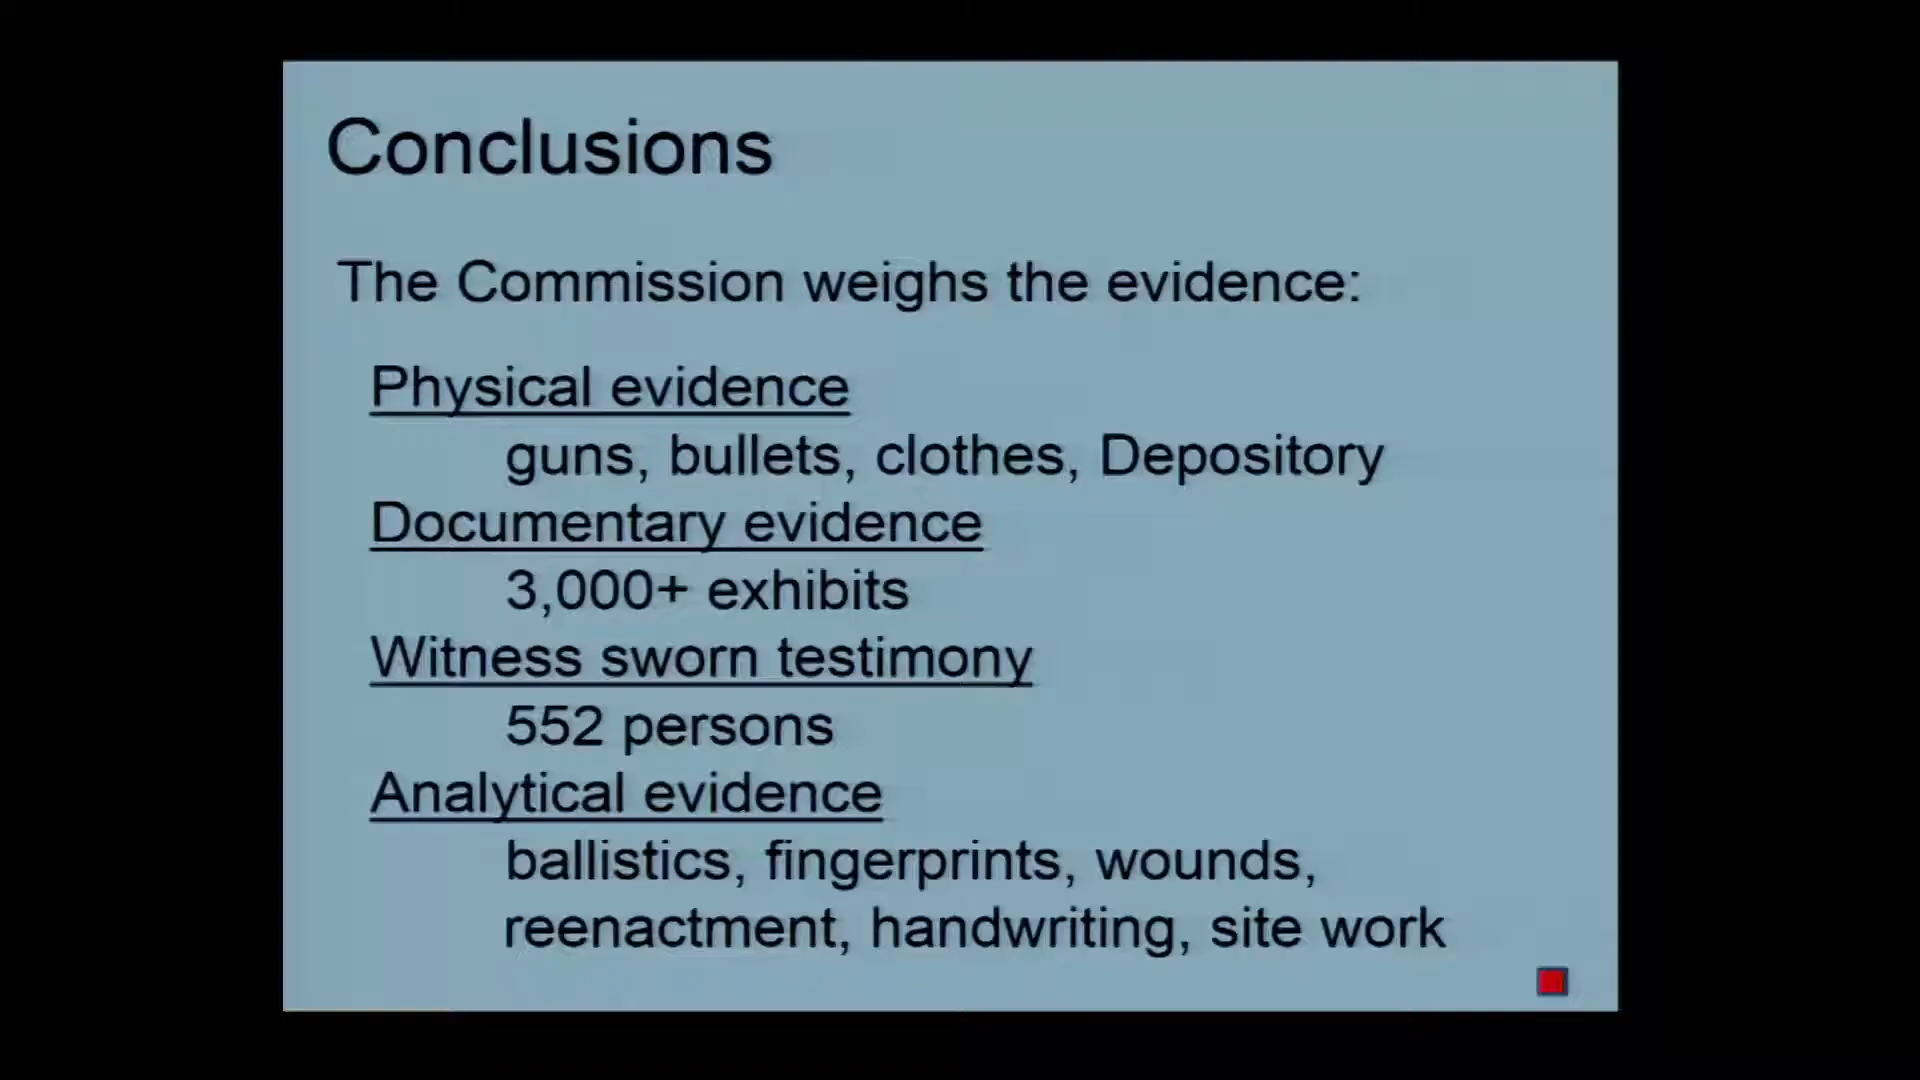 Conclusions
The Commission weighs the evidence:
Physical evidence
guns, bullets, clothes, Depository
Documentary evidence
3,000+ exhibits
Witness sworn testimony
552 persons
Analytical evidence
ballistics, fingerprints, wounds,
reenactment, handwriting, site work